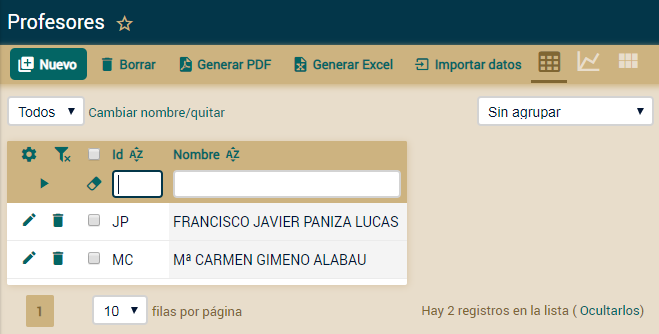 Profesores
Nuevo Borrar Generar PDF Generar Excel Importar datos
Todos Cambiar nombre/quitar Sin agrupar
Id Nombre
JP FRANCISCO JAVIER PANIZA LUCAS
MC Mª CARMEN GIMENO ALABAU
1 10 filas por página Hay 2 registros en la lista ( Ocultarlos)